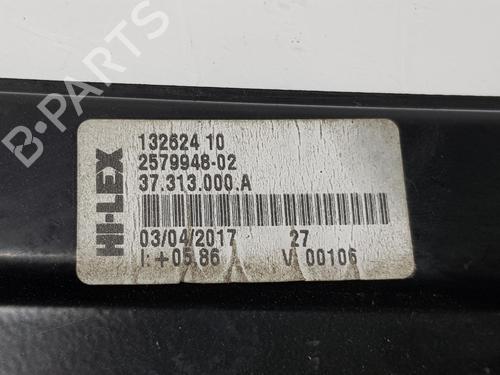 B-PARTS
HI-LEX
132624 10
2579948-02
37.313.000.A
03/04/2017 27
I: +05.86 V 00106